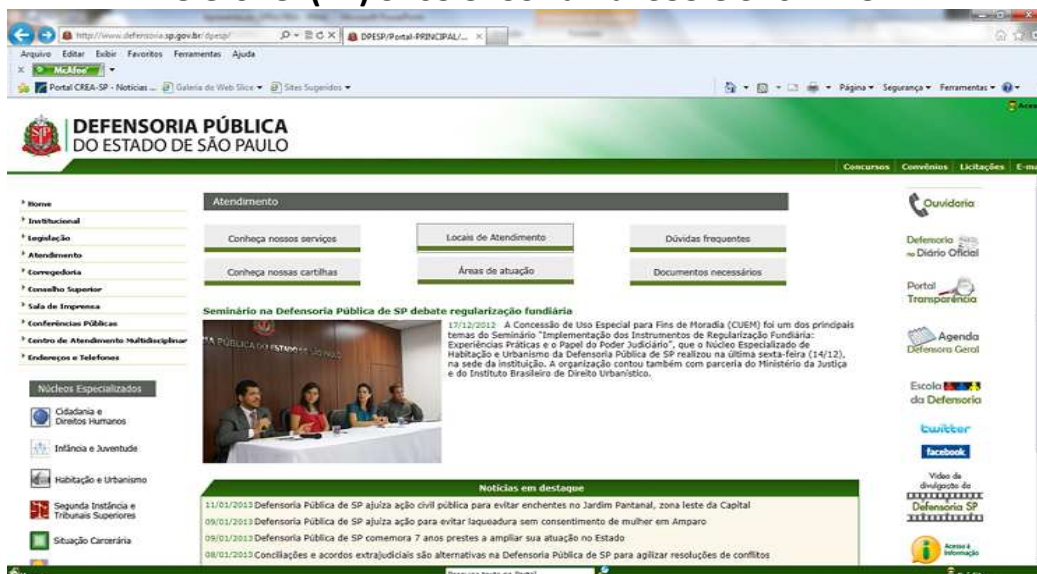 http://www.defensoria.sp.gov.br/dpesp/
DPESP/Portal-PRINCIPAL/...
Arquivo Editar Exibir Favoritos Ferramentas Ajuda
McAfee
Portal CREA-SP - Notícias ... Galeria do Web Slice Sites Sugeridos
Página Segurança Ferramentas
DEFENSORIA PÚBLICA
DO ESTADO DE SÃO PAULO
Concursos Convênios Licitações
Home
Institucional
Legislação
Atendimento
Corregedoria
Conselho Superior
Sala de Imprensa
Conferências Públicas
Centro de Atendimento Multidisciplinar
Endereços e Telefones
Núcleos Especializados
Cidadania e
Direitos Humanos
Infância e Juventude
Habitação e Urbanismo
Segunda Instância e
Tribunais Superiores
Situação Carcerária
Atendimento
Conheça nossos serviços
Locais de Atendimento
Dúvidas frequentes
Conheça nossas cartilhas
Áreas de atuação
Documentos necessários
Seminário na Defensoria Pública de SP debate regularização fundiária
17/12/2012 A Concessão de Uso Especial para Fins de Moradia (CUEM) foi um dos principais
temas do Seminário "Implementação dos Instrumentos de Regularização Fundiária:
Experiências Práticas e o Papel do Poder Judiciário", que o Núcleo Especializado de
Habitação e Urbanismo da Defensoria Pública de SP realizou na última sexta-feira (14/12),
na sede da instituição. A organização contou também com parceria do Ministério da Justiça
e do Instituto Brasileiro de Direito Urbanístico.
Notícias em destaque
11/01/2013 Defensoria Pública de SP ajuíza ação civil pública para evitar enchentes no Jardim Pantanal, zona leste da Capital
09/01/2013 Defensoria Pública de SP ajuíza ação para evitar laqueadura sem consentimento de mulher em Amparo
09/01/2013 Defensoria Pública de SP comemora 7 anos prestes a ampliar sua atuação no Estado
08/01/2013 Conciliações e acordos extrajudiciais são alternativas na Defensoria Pública de SP para agilizar resoluções de conflitos
Ouvidoria
Defensoria
no Diário Oficial
Portal
Transparência
Agenda
Defensora Geral
Escola
da Defensoria
twitter
facebook
Vídeo de
divulgação da
Defensoria SP
Acesso à
Informação